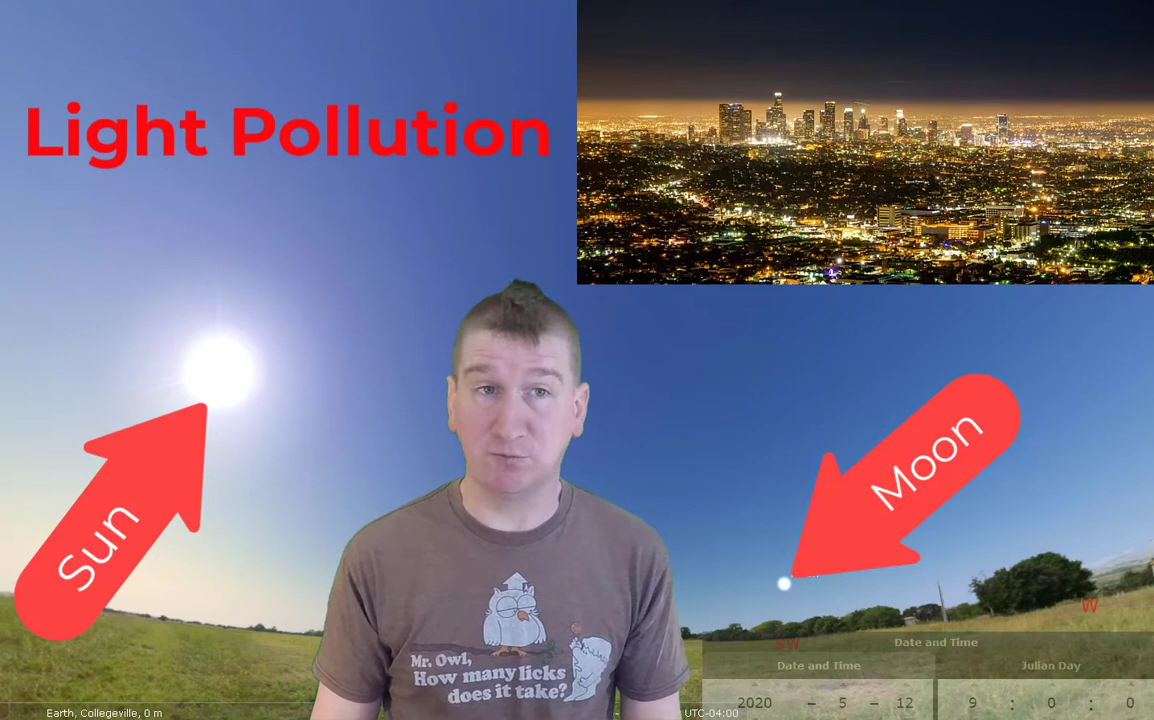 Light Pollution
Sun
Moon
Mr. Owl,
How many licks
does it take?
W
SW
Date and Time
Date and Time
Julian Day
2020 - 5 - 12
9 : 0 : 0
Earth, Collegeville, 0 m
UTC-04:00